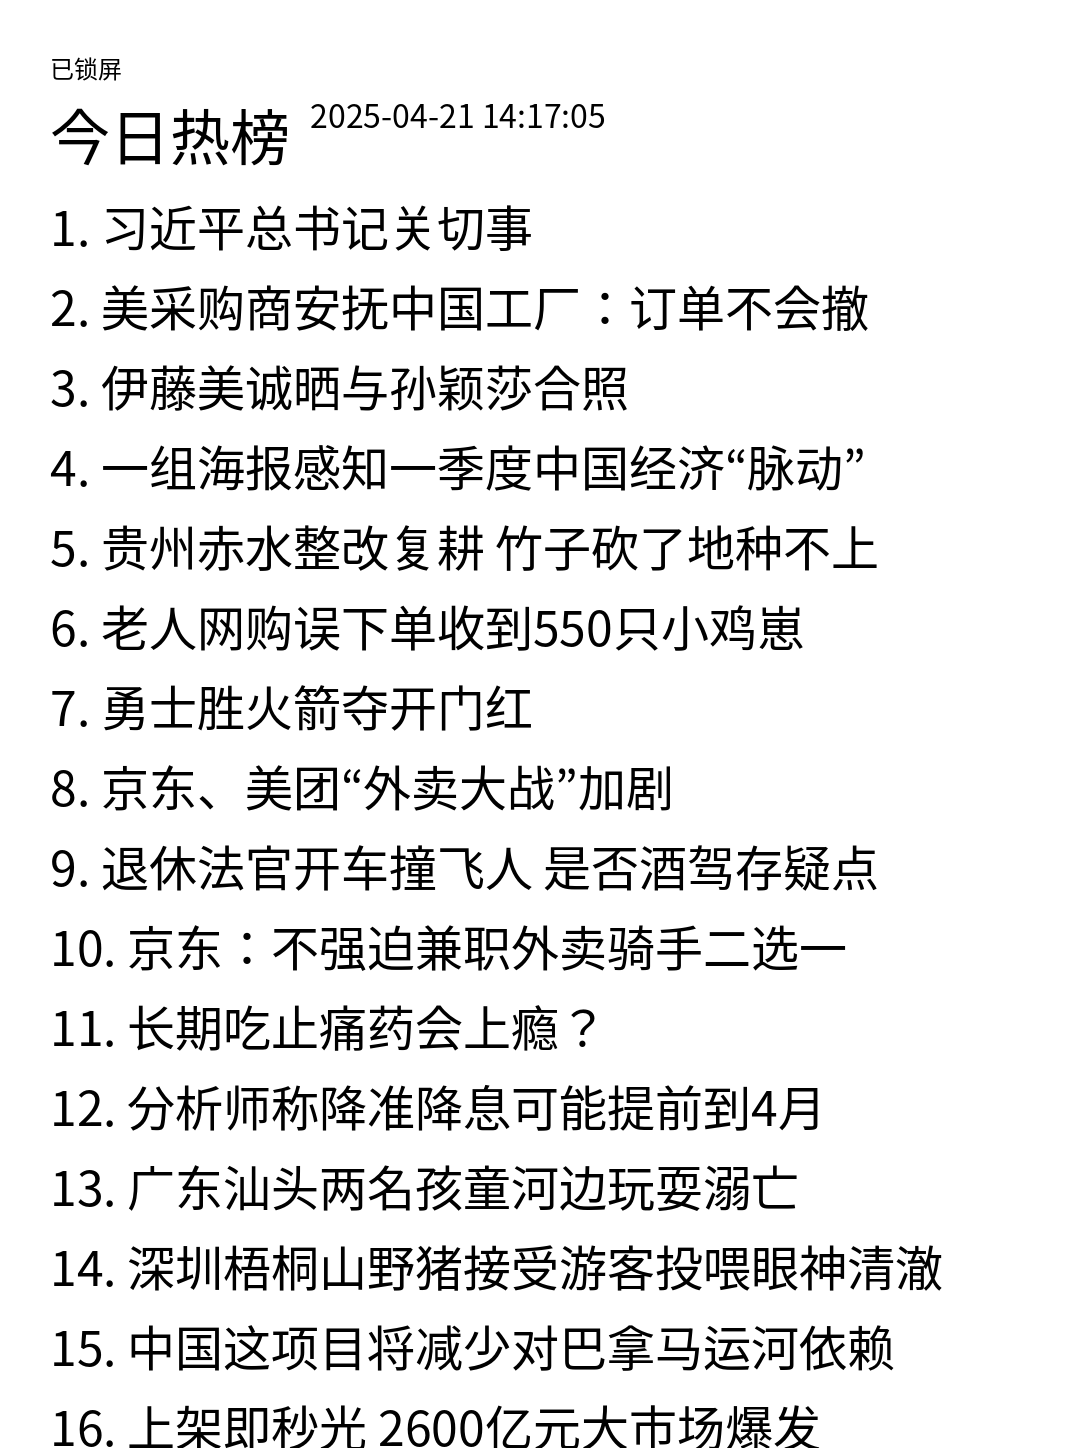 已锁屏
今日热榜 2025-04-21 14:17:05
1. 习近平总书记关切事
2. 美采购商安抚中国工厂：订单不会撤
3. 伊藤美诚晒与孙颖莎合照
4. 一组海报感知一季度中国经济“脉动”
5. 贵州赤水整改复耕 竹子砍了地种不上
6. 老人网购误下单收到550只小鸡崽
7. 勇士胜火箭夺开门红
8. 京东、美团“外卖大战”加剧
9. 退休法官开车撞飞人 是否酒驾存疑点
10. 京东：不强迫兼职外卖骑手二选一
11. 长期吃止痛药会上瘾？
12. 分析师称降准降息可能提前到4月
13. 广东汕头两名孩童河边玩耍溺亡
14. 深圳梧桐山野猪接受游客投喂眼神清澈
15. 中国这项目将减少对巴拿马运河依赖
16. 上架即秒光 2600亿元大市场爆发